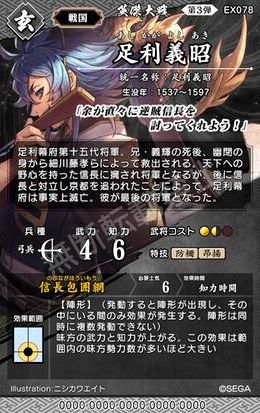 玄
戦国
英傑大戦
第3弾
EX078
あしかが よしあき
足利義昭
統一名称:足利義昭
生没年:1537~1597
「余が直々に逆賊信長を
討ってくれよう!」
足利幕府第十五代将軍。兄・義輝の死後、幽閉の
身から細川藤孝らによって救出される。天下への
野心を持った信長に擁され将軍となるが、後に信
長と対立し京都を追われたことによって、足利幕
府は事実上滅亡。彼が最後の将軍となった。
兵種 武力 知力 武将コスト
弓兵 4 6 特技 防柵 昂揚
のぶながほういもう
信長包囲網
必要士気 6
効果時間 知力時間
効果範囲
【陣形】(発動すると陣形が出現し、その
中にいる間のみ効果が発生する。陣形は同
時に複数発動できない)
味方の武力と知力が上がる。この効果は範
囲内の味方勢力数が多いほど大きい
Illustration:ニシカワエイト
©SEGA
0000-0000-0000-0000-0000